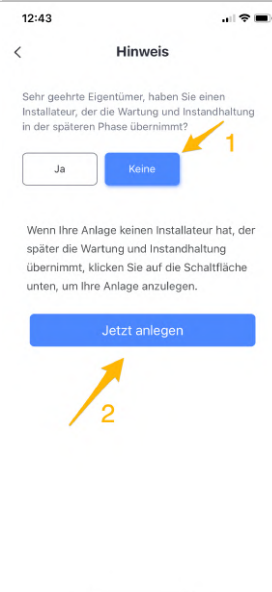 12:43
Hinweis
Sehr geehrte Eigentümer, haben Sie einen
Installateur, der die Wartung und Instandhaltung
in der späteren Phase übernimmt?
1
Ja
Keine
Wenn Ihre Anlage keinen Installateur hat, der
später die Wartung und Instandhaltung
übernimmt, klicken Sie auf die Schaltfläche
unten, um Ihre Anlage anzulegen.
Jetzt anlegen
2